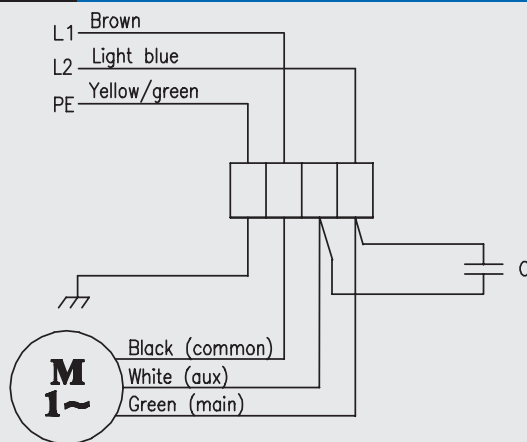 L1 Brown
L2 Light blue
PE Yellow/green
C
Black (common)
White (aux)
Green (main)
M
1~